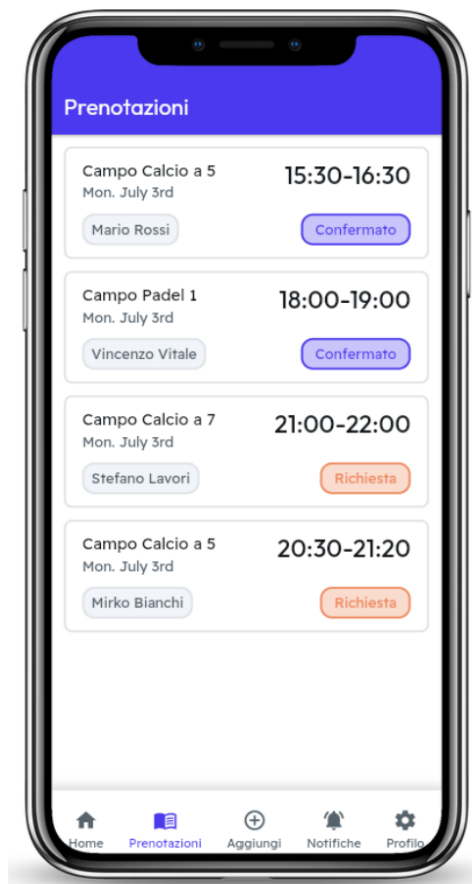 Prenotazioni
Campo Calcio a 5
15:30-16:30
Mon. July 3rd
Mario Rossi
Confermato
Campo Padel 1
18:00-19:00
Mon. July 3rd
Vincenzo Vitale
Confermato
Campo Calcio a 7
21:00-22:00
Mon. July 3rd
Stefano Lavori
Richiesta
Campo Calcio a 5
20:30-21:20
Mon. July 3rd
Mirko Bianchi
Richiesta
Home
Prenotazioni
Aggiungi
Notifiche
Profilo